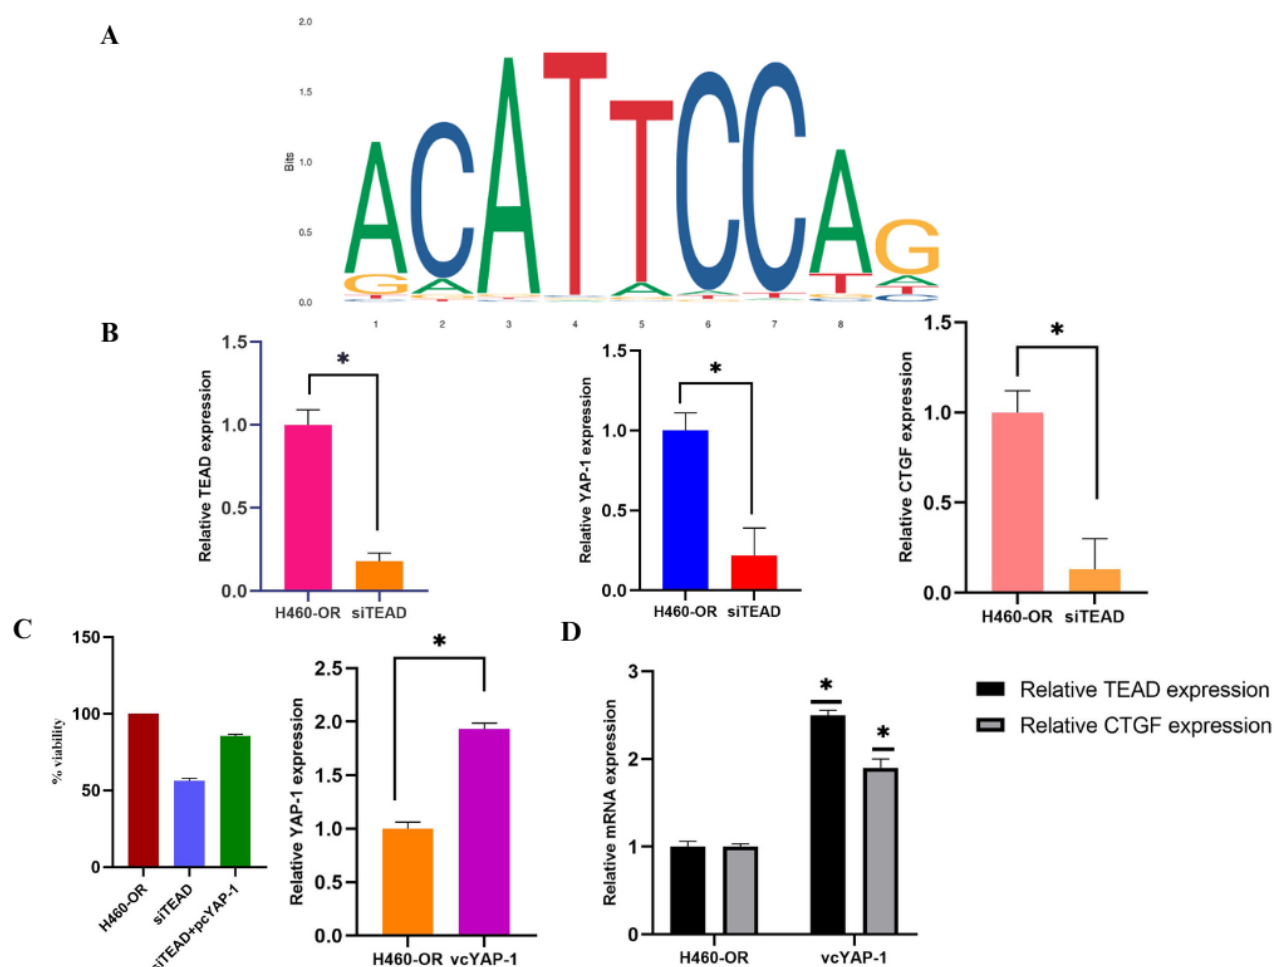 A
2.0
1.5
1.0
0.5
0.0
Bits
ACATTCCAG
1 2 3 4 5 6 7 8
B
Relative TEAD expression
1.5
1.0
0.5
0.0
*
H460-OR siTEAD
Relative YAP-1 expression
1.5
1.0
0.5
0.0
*
H460-OR siTEAD
Relative CTGF expression
1.5
1.0
0.5
0.0
*
H460-OR siTEAD
C
% viability
150
100
50
0
H460-OR
siTEAD
siTEAD+pcYAP-1
Relative YAP-1 expression
2.5
2.0
1.5
1.0
0.5
0.0
*
H460-OR vcYAP-1
D
Relative mRNA expression
3
2
1
0
*
*
H460-OR vcYAP-1
Relative TEAD expression
Relative CTGF expression